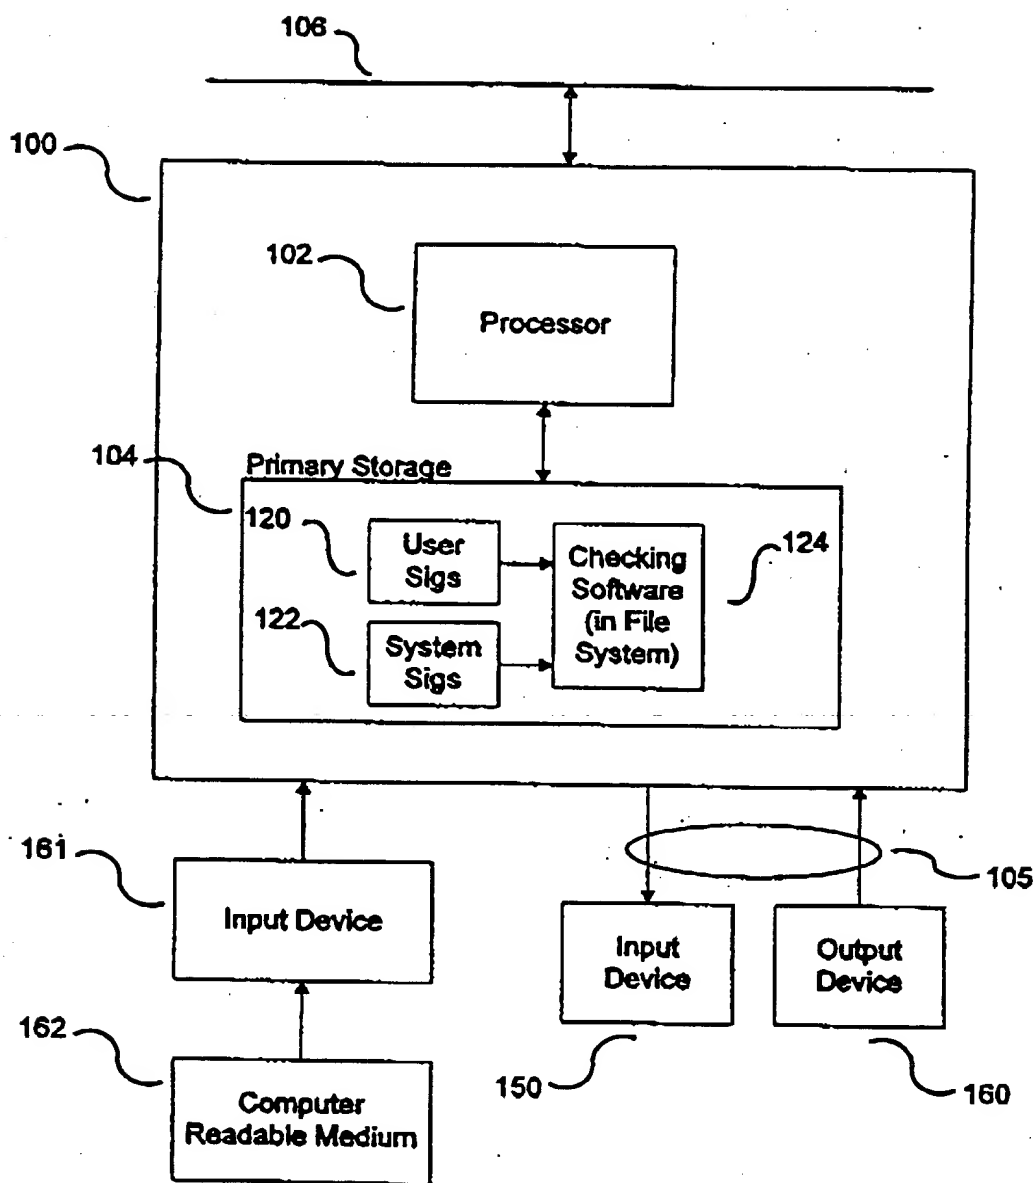 106
100
102
Processor
104
Primary Storage
120
User
Sigs
Checking
Software
(in File
System)
124
122
System
Sigs
161
Input Device
105
Input
Device
Output
Device
162
Computer
Readable Medium
150
160